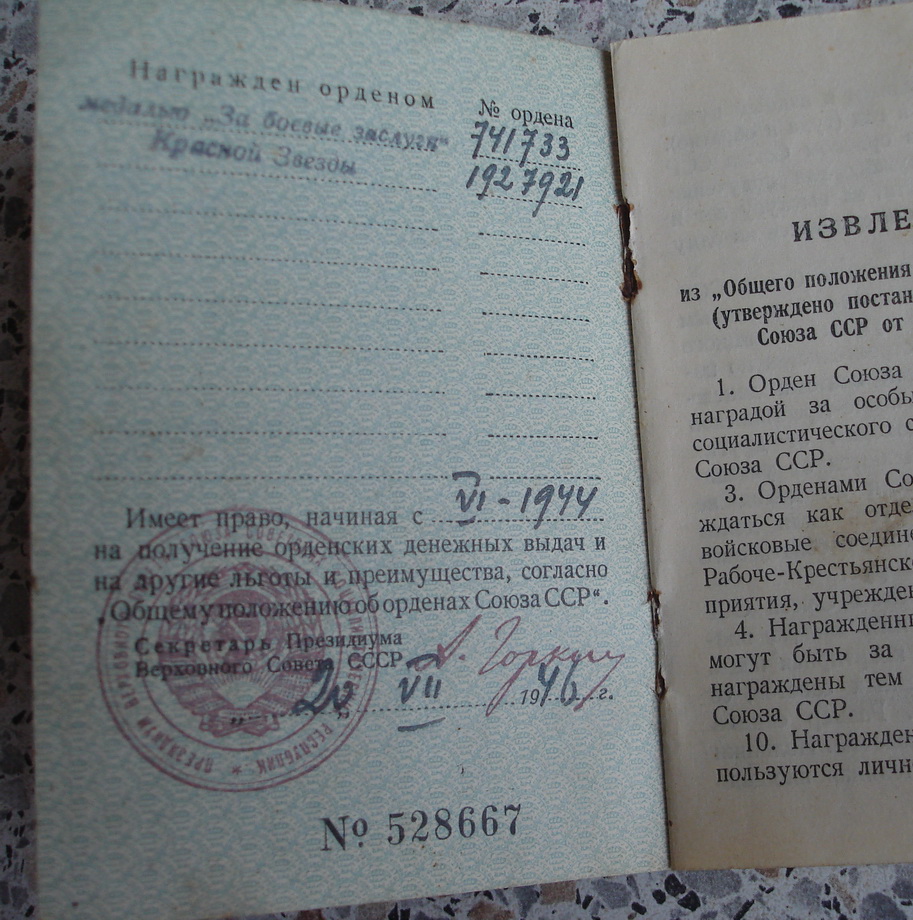 Награжден орденом
№ ордена
медалью „За боевые заслуги“
741733
Красной Звезды
1927921
Имеет право, начиная с VI - 1944
на получение орденских денежных выдач и
на другие льготы и преимущества, согласно
„Общему положению об орденах Союза ССР“.
Секретарь Президиума
Верховного Совета СССР А. Горкин
„20“ VII 1946 г.
№ 528667
ИЗВЛЕ
из „Общего положения
(утверждено постан
Союза ССР от
1. Орден Союза
наградой за особы
социалистического с
Союза ССР.
3. Орденами Со
ждаться как отде
войсковые соедине
Рабоче-Крестьянско
приятия, учрежден
4. Награжденны
могут быть за
награждены тем
Союза ССР.
10. Награжден
пользуются личн